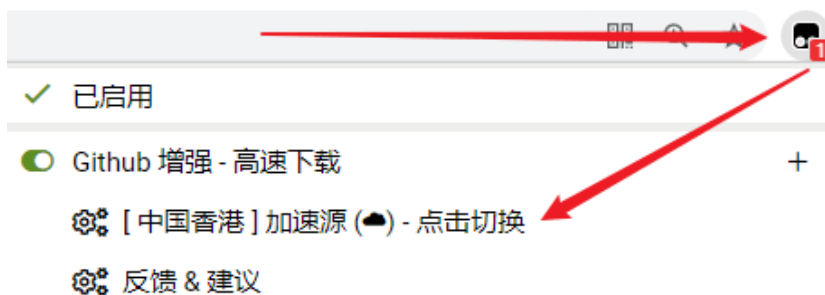 1
已启用
Github 增强 - 高速下载
[ 中国香港 ] 加速源 (☁) - 点击切换
反馈 & 建议